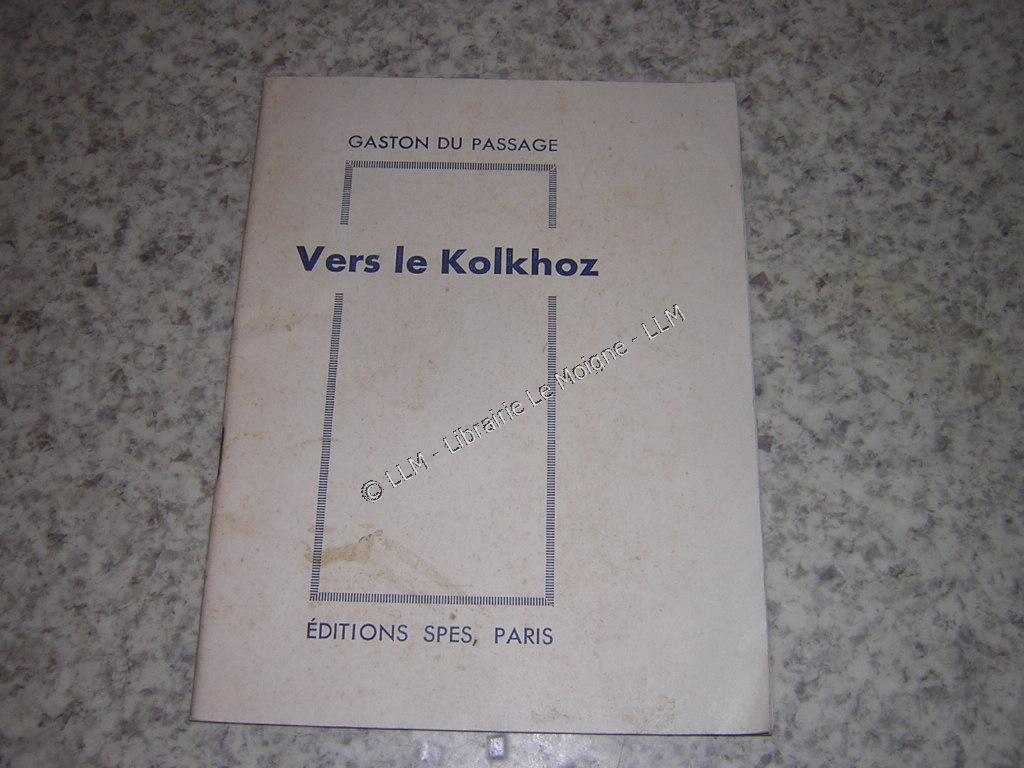 GASTON DU PASSAGE
Vers le Kolkhoz
© LLM - Librairie Le Moigne - LLM
ÉDITIONS SPES, PARIS